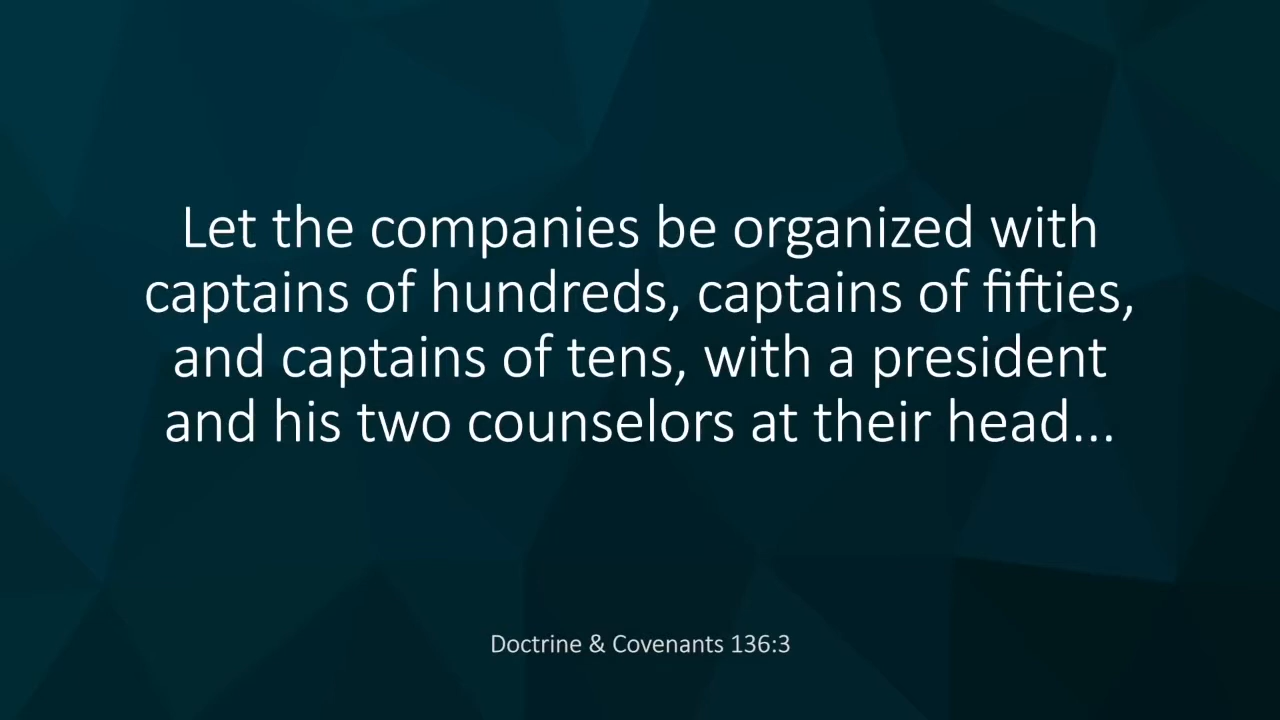 Let the companies be organized with
captains of hundreds, captains of fifties,
and captains of tens, with a president
and his two counselors at their head...
Doctrine & Covenants 136:3